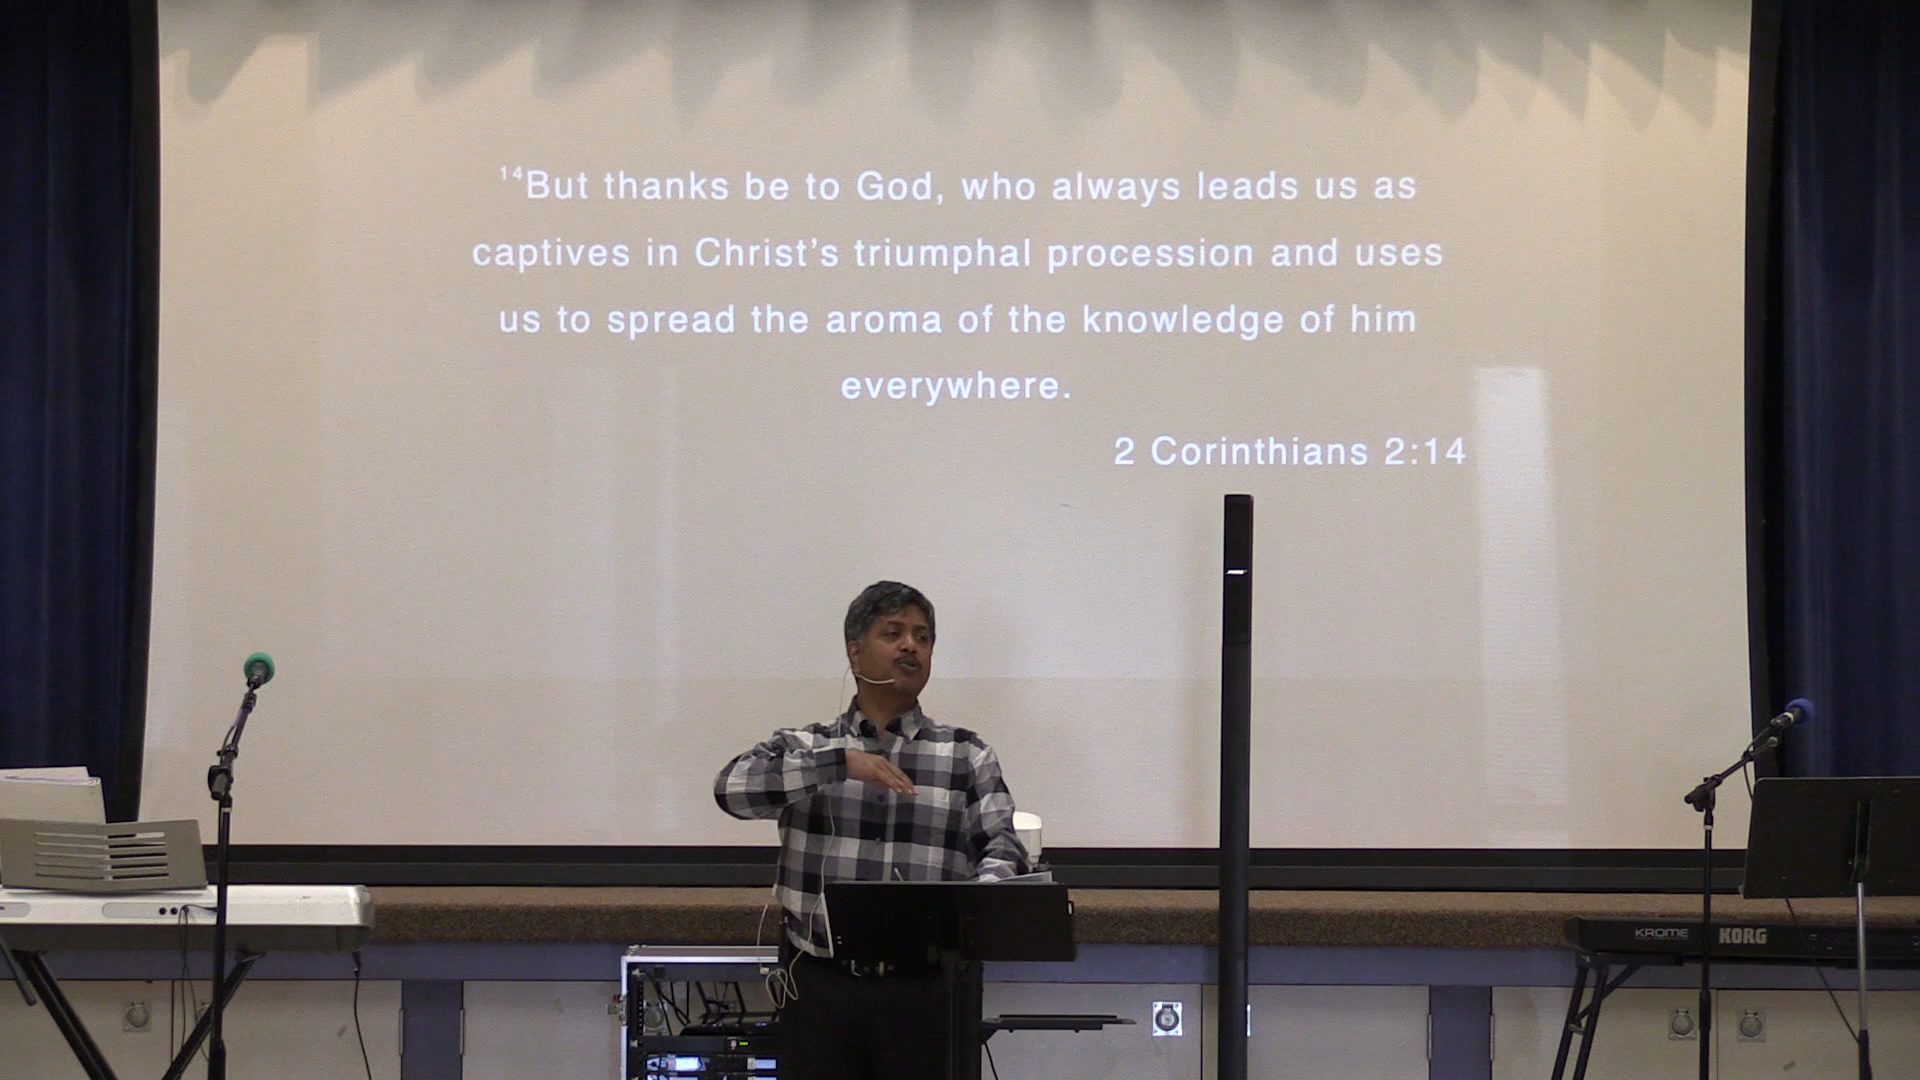 ¹⁴But thanks be to God, who always leads us as
captives in Christ’s triumphal procession and uses
us to spread the aroma of the knowledge of him
everywhere.
2 Corinthians 2:14
KROME KORG